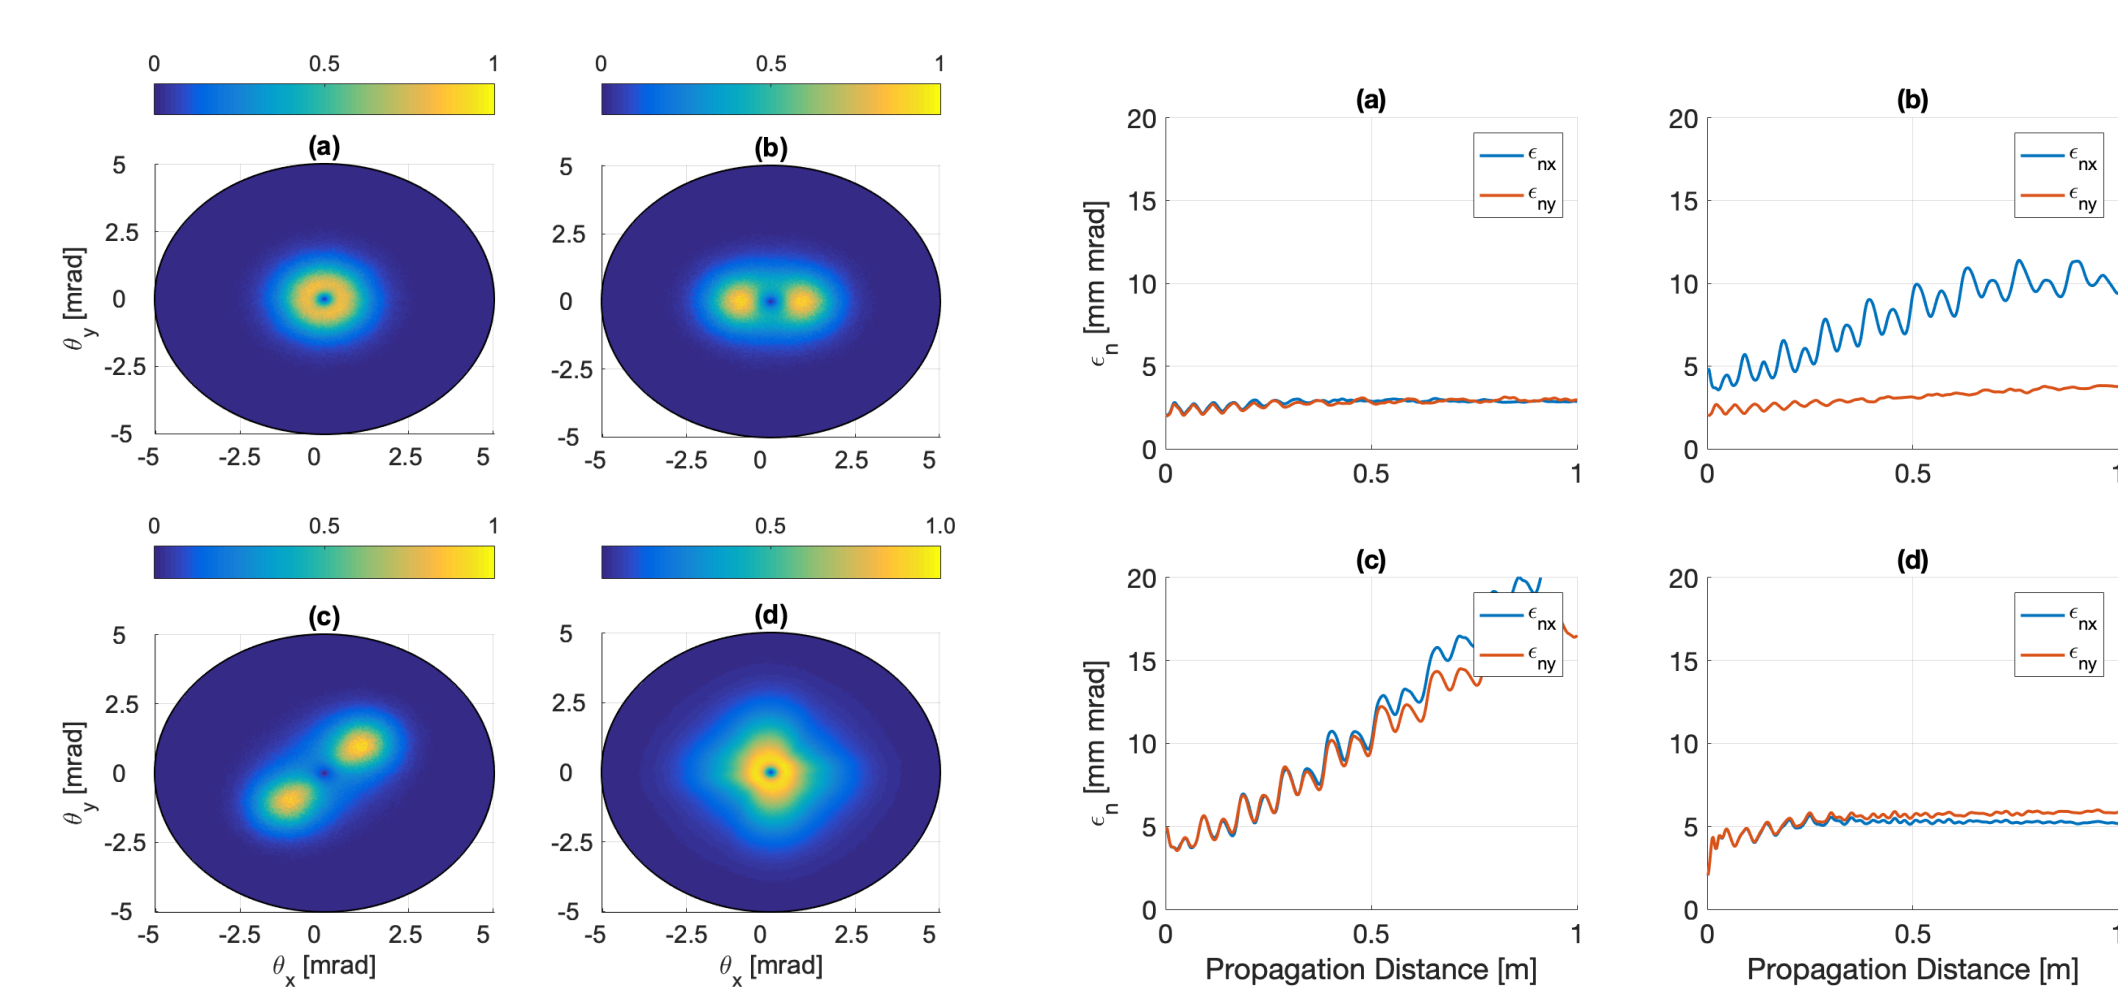 0 0.5 1
0 0.5 1
(a)
(b)
5
2.5
0
-2.5
-5
θy [mrad]
-5 -2.5 0 2.5 5
5
2.5
0
-2.5
-5
-5 -2.5 0 2.5 5
0 0.5 1
0.5 1.0
(c)
(d)
5
2.5
0
-2.5
-5
θy [mrad]
-5 -2.5 0 2.5 5
θx [mrad]
5
2.5
0
-2.5
-5
-5 -2.5 0 2.5 5
θx [mrad]
(a)
20
15
10
5
0
ϵn [mm mrad]
ϵnx
ϵny
0 0.5 1
(b)
20
15
10
5
0
ϵnx
ϵny
0 0.5 1
(c)
20
15
10
5
0
ϵn [mm mrad]
ϵnx
ϵny
0 0.5 1
Propagation Distance [m]
(d)
20
15
10
5
0
ϵnx
ϵny
0 0.5 1
Propagation Distance [m]